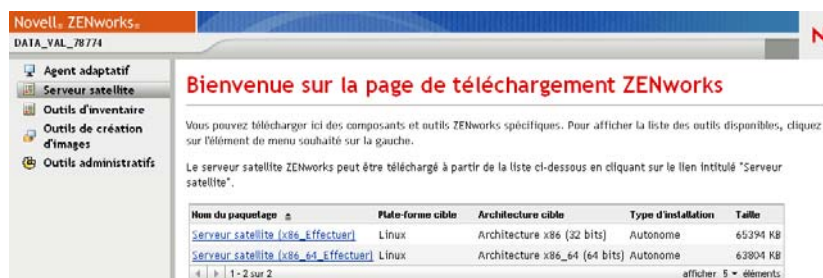 Novell® ZENworks®
DATA_VAL_78774
Agent adaptatif
Serveur satellite
Outils d'inventaire
Outils de création
d'images
Outils administratifs
Bienvenue sur la page de téléchargement ZENworks
Vous pouvez télécharger ici des composants et outils ZENworks spécifiques. Pour afficher la liste des outils disponibles, cliquez
sur l'élément de menu souhaité sur la gauche.
Le serveur satellite ZENworks peut être téléchargé à partir de la liste ci-dessous en cliquant sur le lien intitulé "Serveur
satellite".
Nom du paquetage Plate-forme cible Architecture cible Type d'installation Taille
Serveur satellite (x86_Effectuer) Linux Architecture x86 (32 bits) Autonome 65394 KB
Serveur satellite (x86_64_Effectuer) Linux Architecture x86_64 (64 bits) Autonome 63804 KB
1 - 2 sur 2 afficher 5 éléments